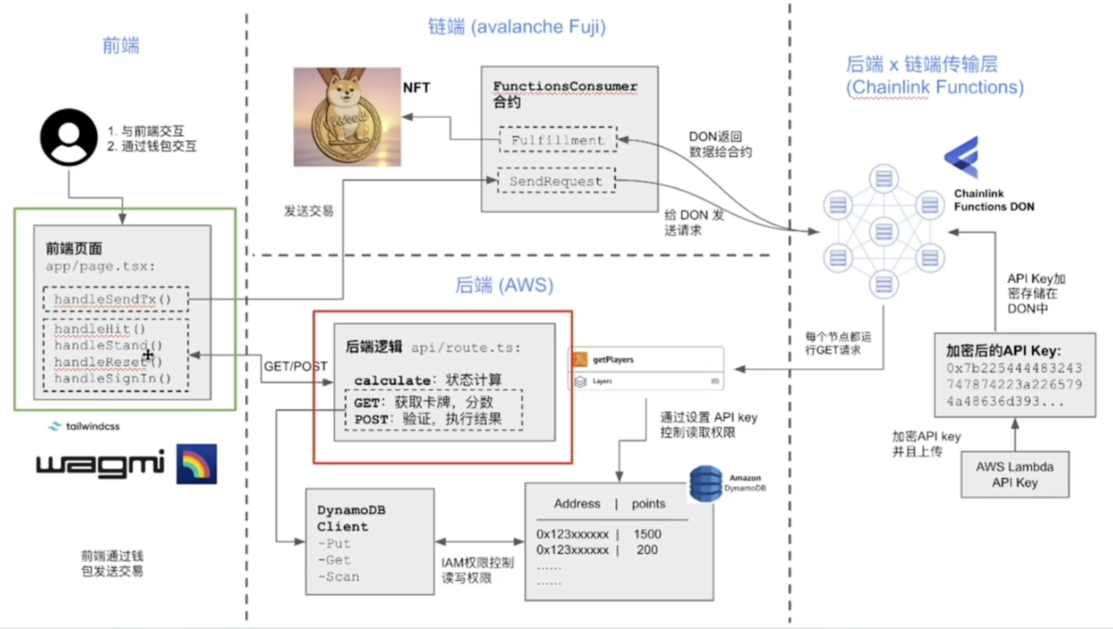 前端
1. 与前端交互
2. 通过钱包交互
前端页面
app/page.tsx:
handleSendTx()
handleHit()
handleStand()
handleReset()
handleSignIn()
tailwindcss
wagmi
前端通过钱
包发送交易
链端 (avalanche Fuji)
NFT
FunctionsConsumer
合约
Fulfillment
SendRequest
发送交易
DON返回
数据给合约
给 DON 发
送请求
后端 (AWS)
后端逻辑 api/route.ts:
calculate: 状态计算
GET: 获取卡牌, 分数
POST: 验证, 执行结果
GET/POST
getPlayers
Layers
(0)
通过设置 API key
控制读取权限
DynamoDB
Client
-Put
-Get
-Scan
IAM权限控制
读写权限
Amazon
DynamoDB
Address | points
0x123xxxxxx | 1500
0x123xxxxxx | 200
......
......
后端 x 链端传输层
(Chainlink Functions)
Chainlink
Functions DON
API Key加
密存储在
DON中
每个节点都运
行GET请求
加密后的API Key:
0x7b225444483243
747874223a226579
4a48636d393...
加密API key
并且上传
AWS Lambda
API Key